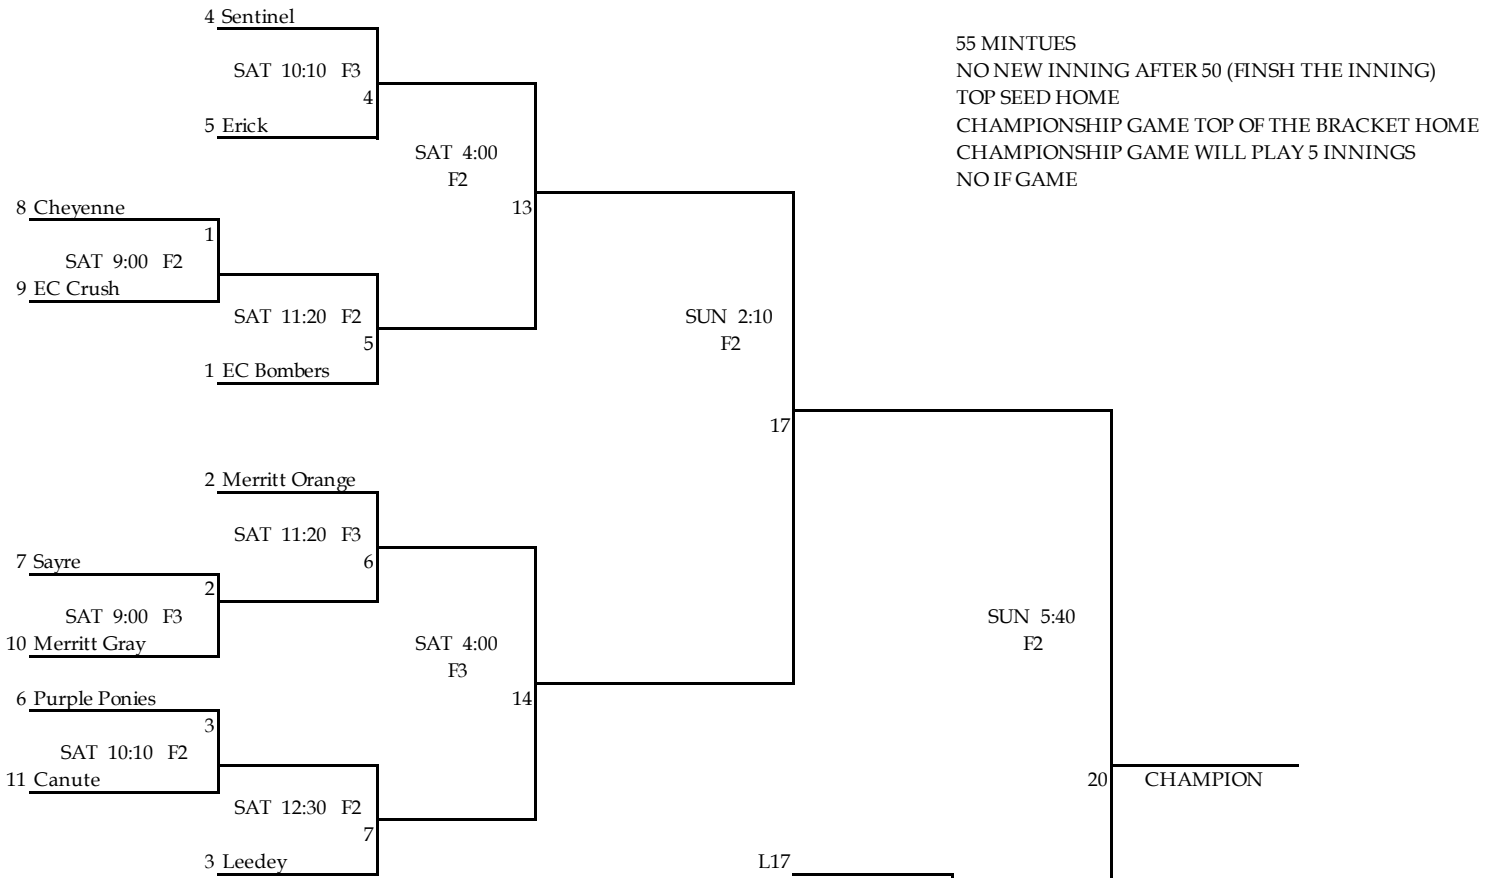 4 Sentinel
55 MINTUES
SAT 10:10 F3
NO NEW INNING AFTER 50 (FINSH THE INNING)
4
TOP SEED HOME
5 Erick
CHAMPIONSHIP GAME TOP OF THE BRACKET HOME
SAT 4:00
CHAMPIONSHIP GAME WILL PLAY 5 INNINGS
F2
NO IF GAME
8 Cheyenne
13
1
SAT 9:00 F2
9 EC Crush
SAT 11:20 F2
SUN 2:10
5
F2
1 EC Bombers
17
2 Merritt Orange
SAT 11:20 F3
7 Sayre
6
2
SAT 9:00 F3
SUN 5:40
10 Merritt Gray
SAT 4:00
F2
F3
6 Purple Ponies
14
3
SAT 10:10 F2
11 Canute
20
CHAMPION
SAT 12:30 F2
7
3 Leedey
L17